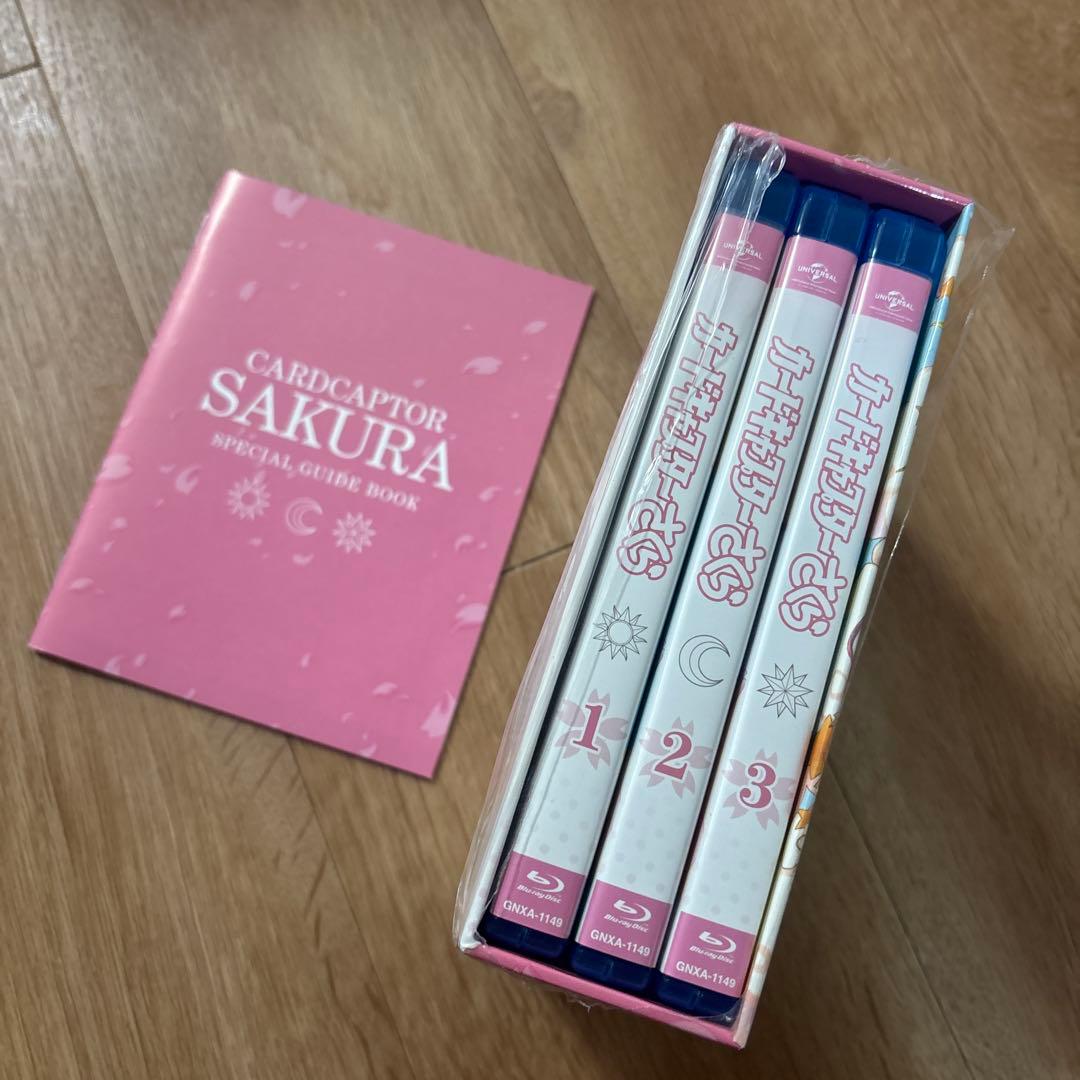 CARDCAPTOR
SAKURA
SPECIAL GUIDE BOOK
UNIVERSAL
カードキャプターさくら
1
Blu-ray Disc
GNXA-1149
UNIVERSAL
カードキャプターさくら
2
Blu-ray Disc
GNXA-1149
UNIVERSAL
カードキャプターさくら
3
Blu-ray Disc
GNXA-1149